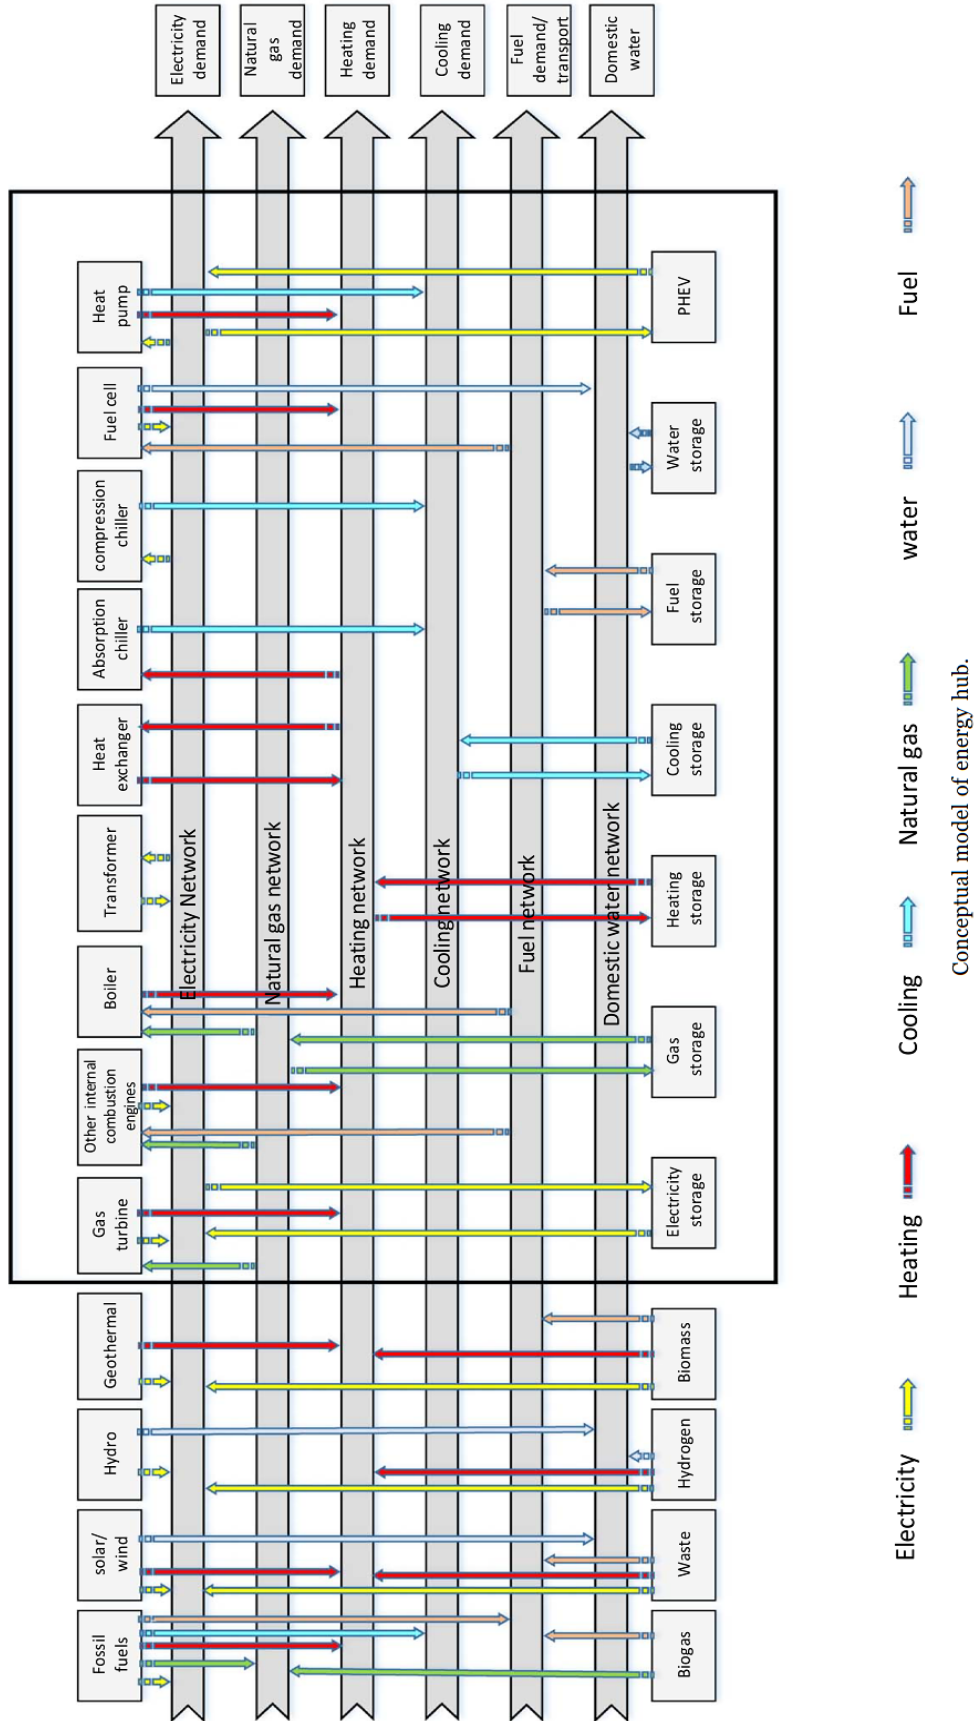 Fossil
fuels
solar/
wind
Hydro
Geothermal
Gas
turbine
Other internal
combustion
engines
Boiler
Transformer
Heat
exchanger
Absorption
chiller
compression
chiller
Fuel cell
Heat
pump
Electricity
demand
Natural
gas
demand
Heating
demand
Cooling
demand
Fuel
demand/
transport
Domestic
water
Electricity Network
Natural gas network
Heating network
Cooling network
Fuel network
Domestic water network
Biogas
Waste
Hydrogen
Biomass
Electricity
storage
Gas
storage
Heating
storage
Cooling
storage
Fuel
storage
Water
storage
PHEV
Electricity
Heating
Cooling
Natural gas
water
Fuel
Conceptual model of energy hub.